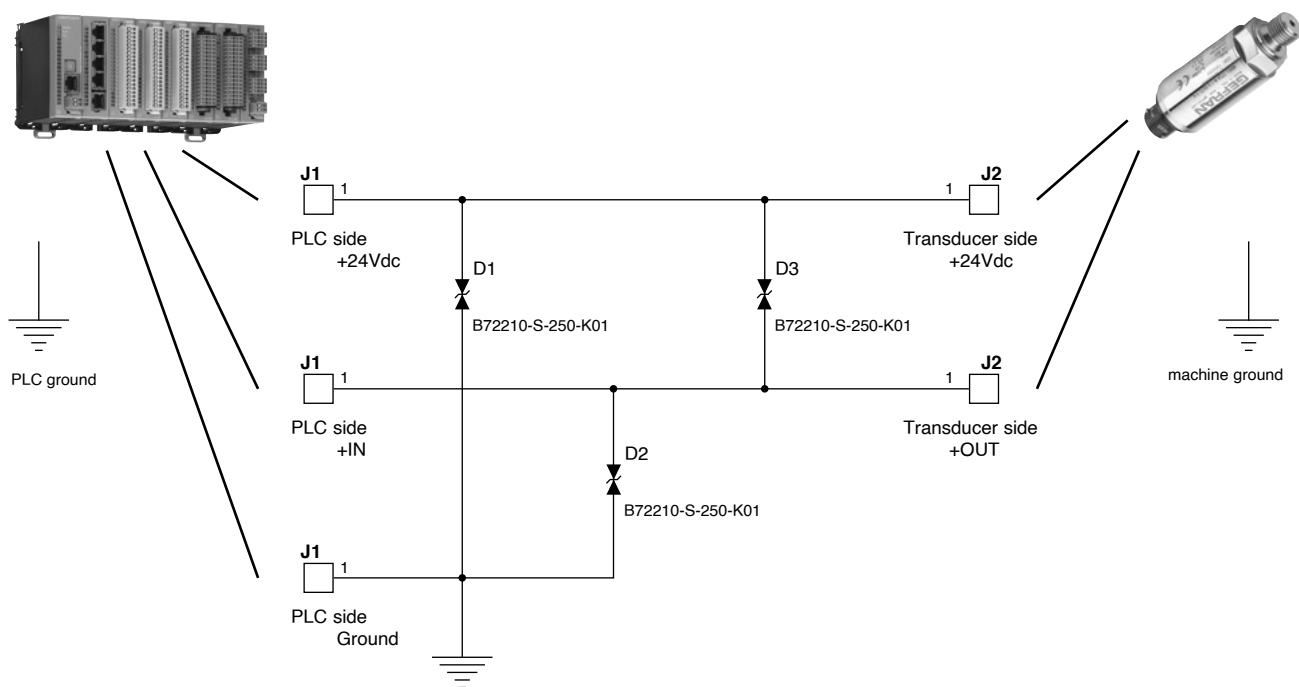 GEFRAN
J1
1
1
J2
PLC side
+24Vdc
Transducer side
+24Vdc
D1
D3
B72210-S-250-K01
B72210-S-250-K01
PLC ground
machine ground
J1
1
1
J2
PLC side
+IN
Transducer side
+OUT
D2
B72210-S-250-K01
J1
1
PLC side
Ground